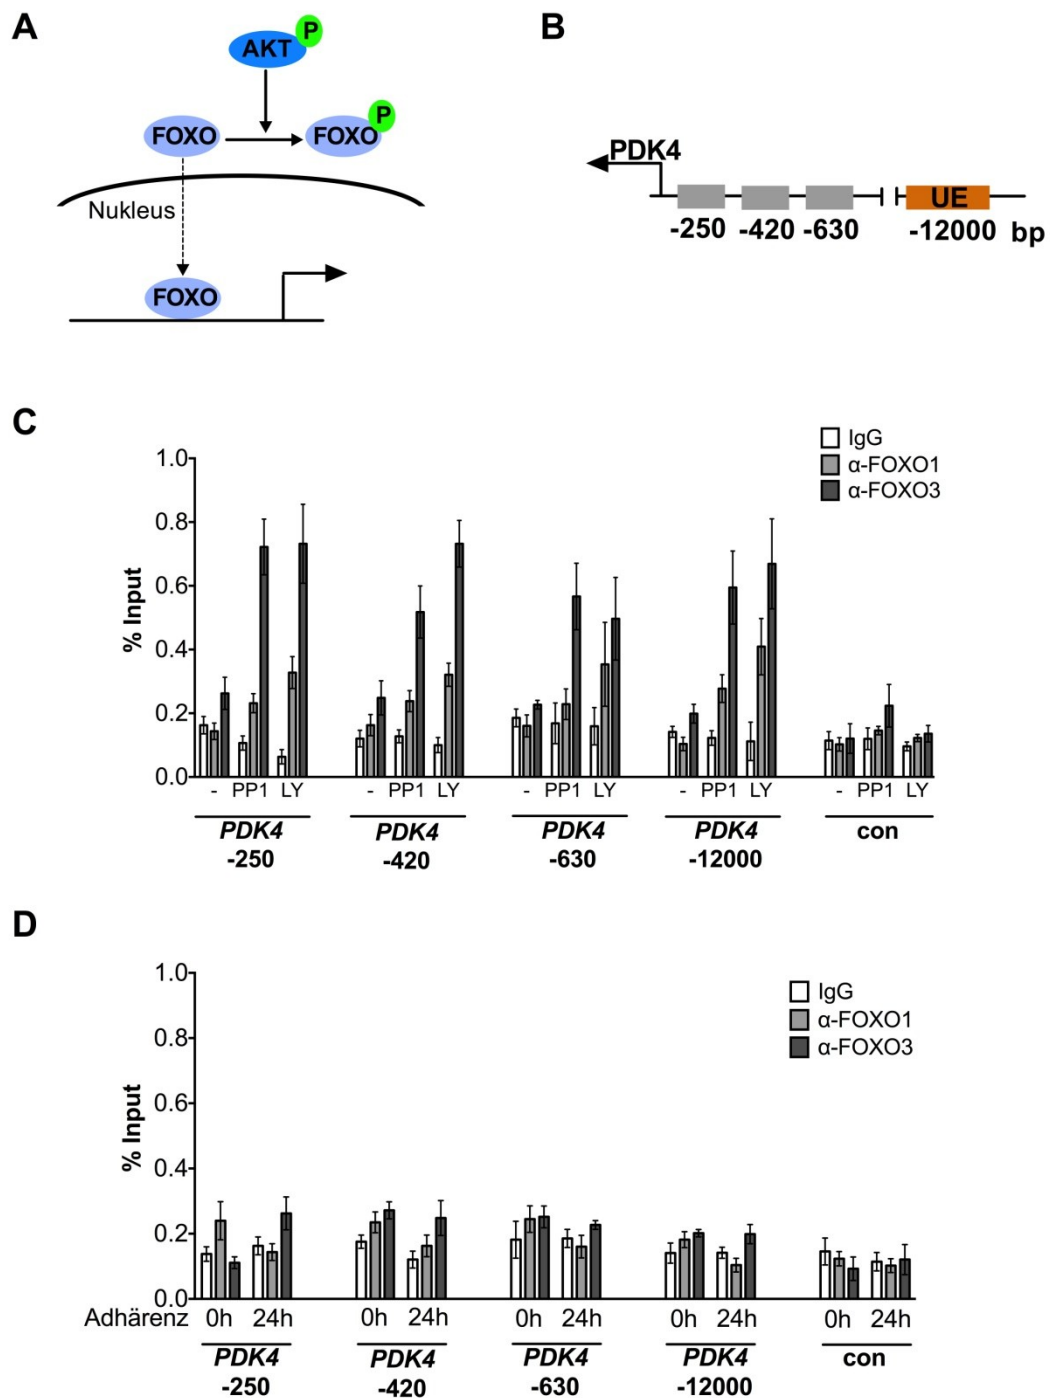 A
B
AKT
P
FOXO
FOXO
P
Nukleus
FOXO
PDK4
UE
-250 -420 -630 -12000 bp
C
IgG
α-FOXO1
α-FOXO3
% Input
1.0
0.8
0.6
0.4
0.2
0.0
- PP1 LY - PP1 LY - PP1 LY - PP1 LY - PP1 LY
PDK4 PDK4 PDK4 PDK4 con
-250 -420 -630 -12000
D
IgG
α-FOXO1
α-FOXO3
% Input
1.0
0.8
0.6
0.4
0.2
0.0
Adhärenz 0h 24h 0h 24h 0h 24h 0h 24h 0h 24h
PDK4 PDK4 PDK4 PDK4 con
-250 -420 -630 -12000